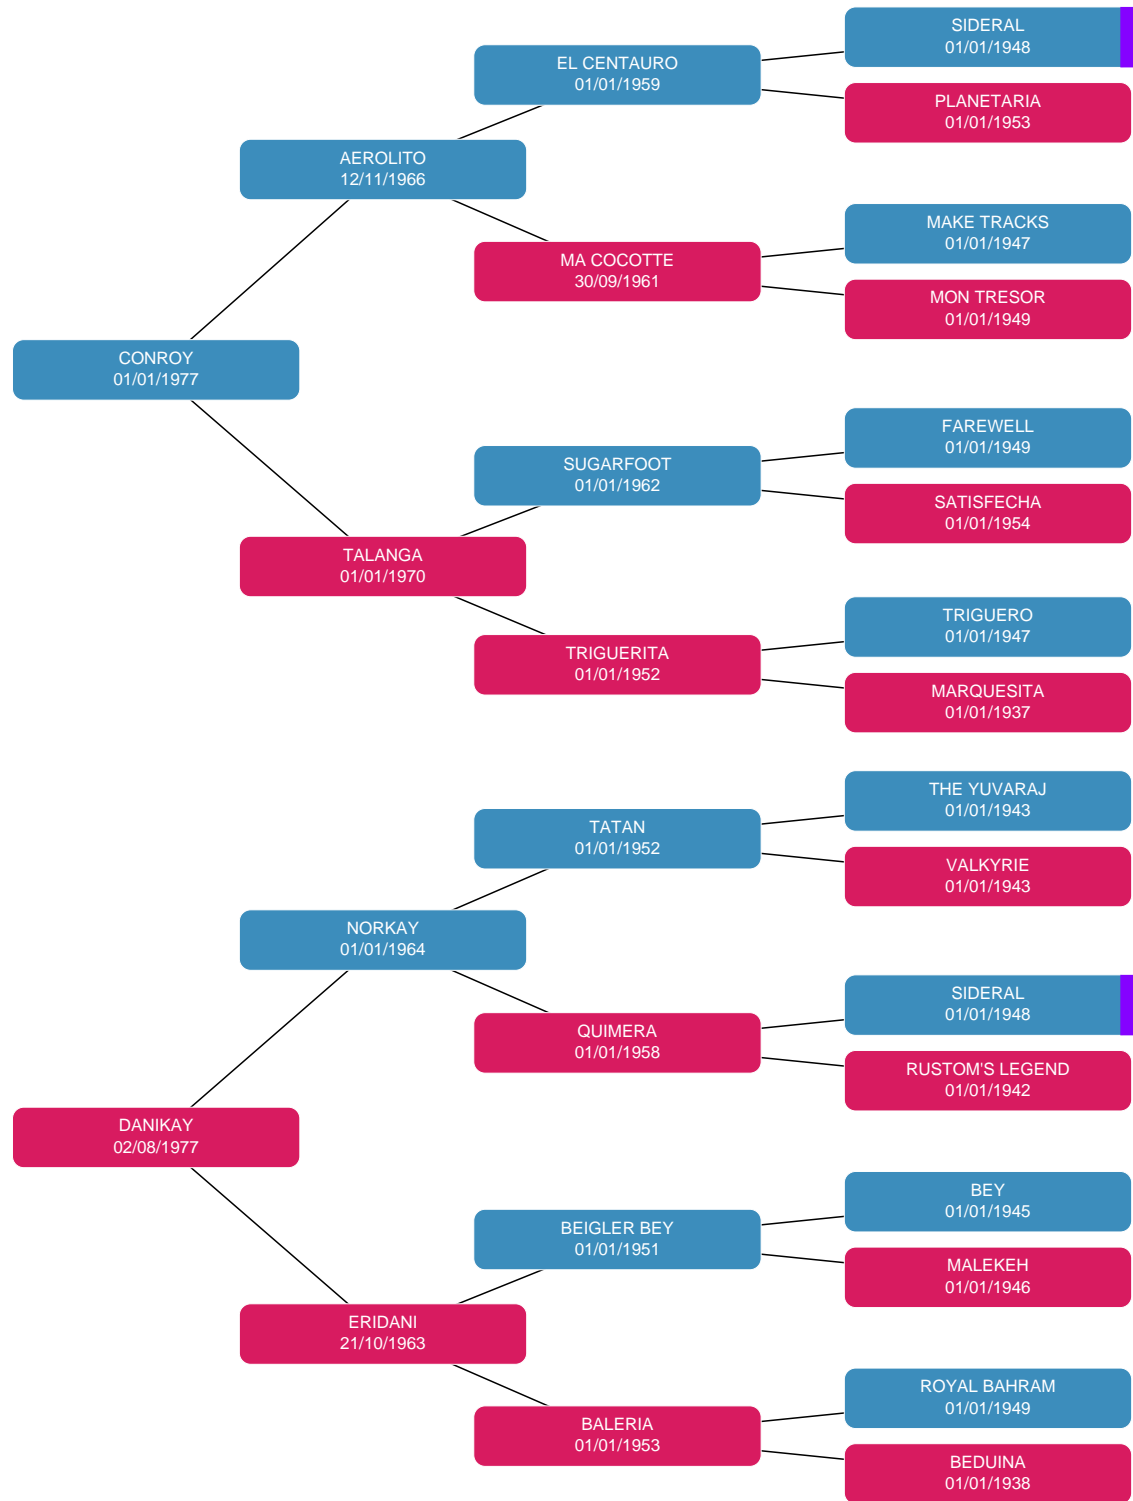 SIDERAL
01/01/1948
EL CENTAURO
01/01/1959
PLANETARIA
01/01/1953
AEROLITO
12/11/1966
MAKE TRACKS
01/01/1947
MA COCOTTE
30/09/1961
MON TRESOR
01/01/1949
CONROY
01/01/1977
FAREWELL
01/01/1949
SUGARFOOT
01/01/1962
SATISFECHA
01/01/1954
TALANGA
01/01/1970
TRIGUERO
01/01/1947
TRIGUERITA
01/01/1952
MARQUESITA
01/01/1937
THE YUVARAJ
01/01/1943
TATAN
01/01/1952
VALKYRIE
01/01/1943
NORKAY
01/01/1964
SIDERAL
01/01/1948
QUIMERA
01/01/1958
RUSTOM'S LEGEND
01/01/1942
DANIKAY
02/08/1977
BEY
01/01/1945
BEIGLER BEY
01/01/1951
MALEKEH
01/01/1946
ERIDANI
21/10/1963
ROYAL BAHRAM
01/01/1949
BALERIA
01/01/1953
BEDUINA
01/01/1938